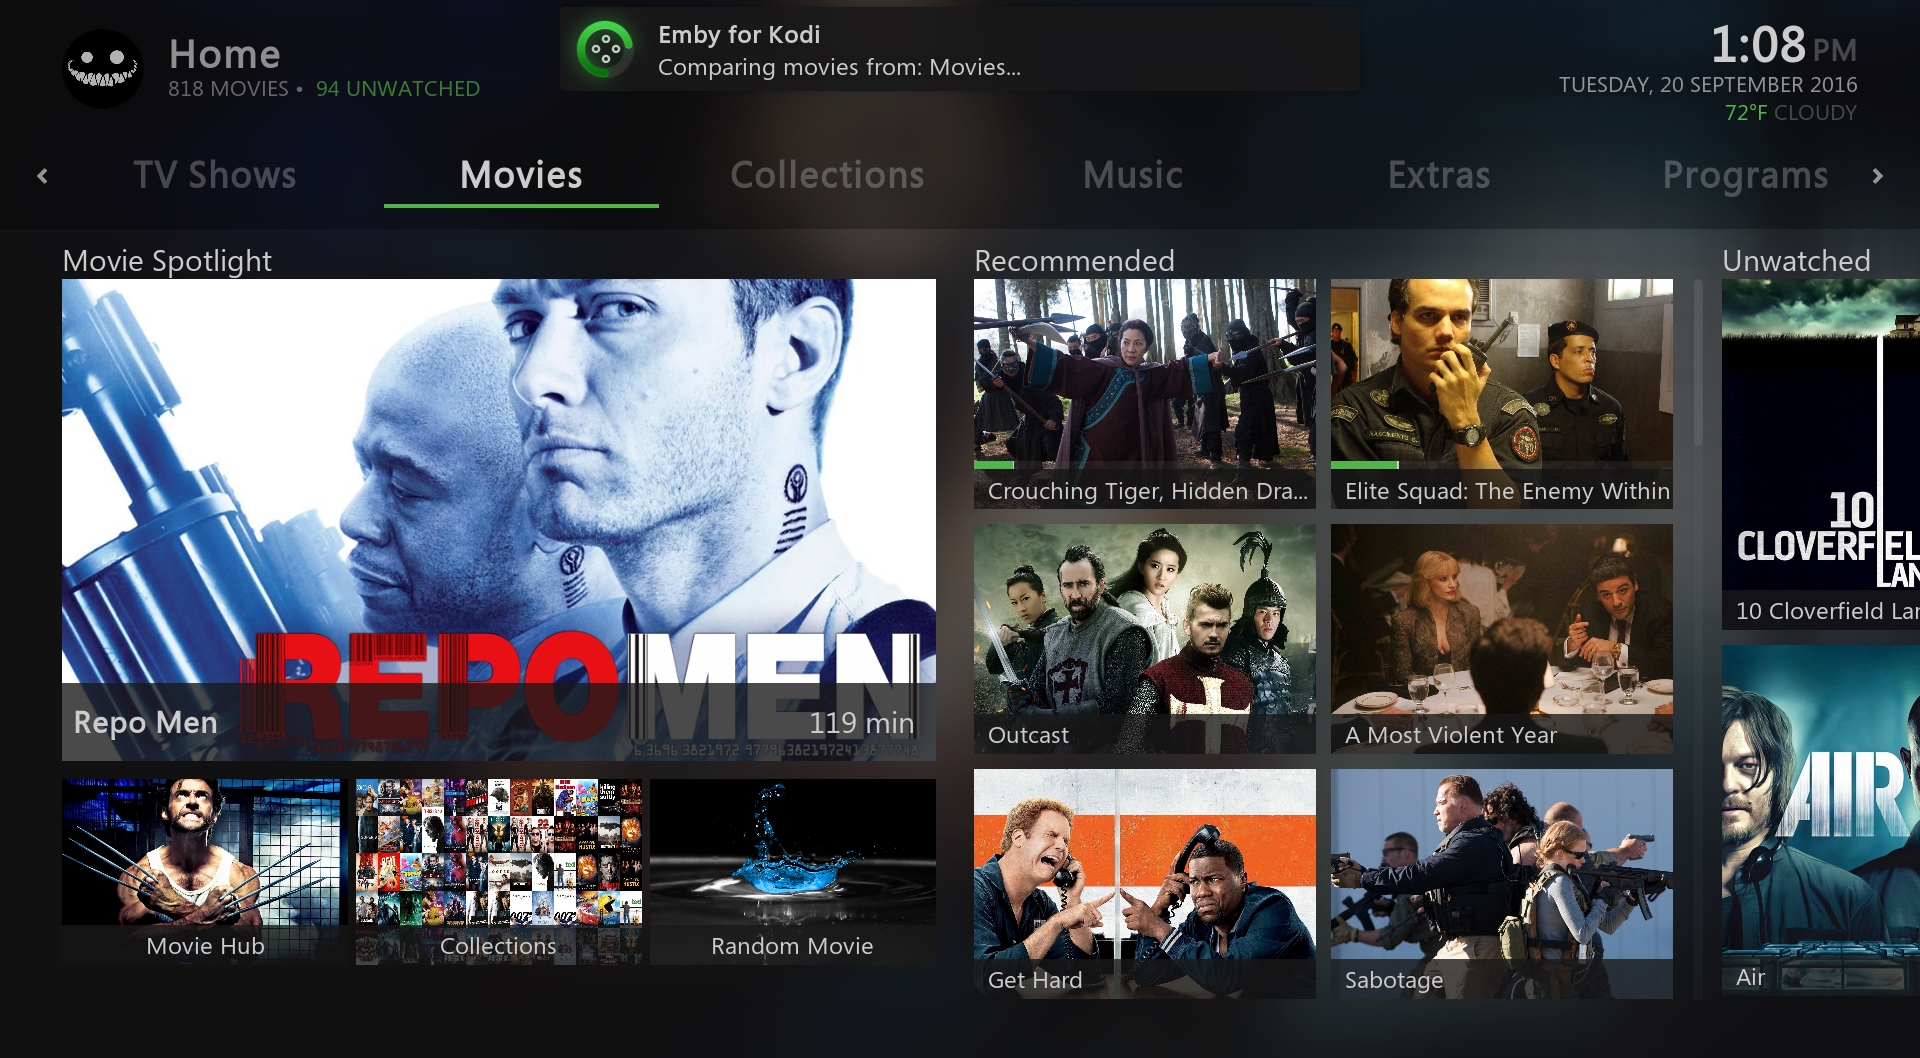 Home
818 MOVIES • 94 UNWATCHED
Emby for Kodi
Comparing movies from: Movies...
1:08 PM
TUESDAY, 20 SEPTEMBER 2016
72°F CLOUDY
TV Shows
Movies
Collections
Music
Extras
Programs
Movie Spotlight
REPO MEN
Repo Men
119 min
Movie Hub
Collections
Random Movie
Recommended
Crouching Tiger, Hidden Dra...
Elite Squad: The Enemy Within
Outcast
A Most Violent Year
Get Hard
Sabotage
Unwatched
10
CLOVERFIEL
LAN
10 Cloverfield Lar
AIR
Air